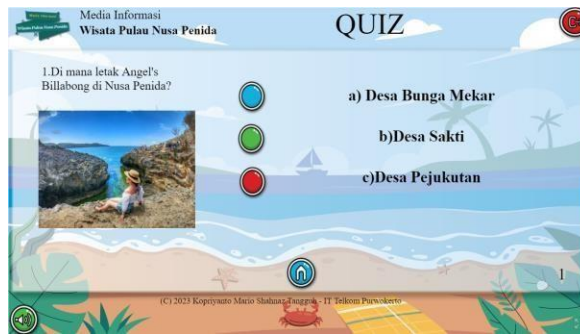 Media Informasi
Wisata Pulau Nusa Penida
QUIZ
1.Di mana letak Angel's
Billabong di Nusa Penida?
a) Desa Bunga Mekar
b)Desa Sakti
c)Desa Pejukutan
1
(C) 2023 Kopriyanto Mario Shahnaz Tangguh - IT Telkom Purwokerto